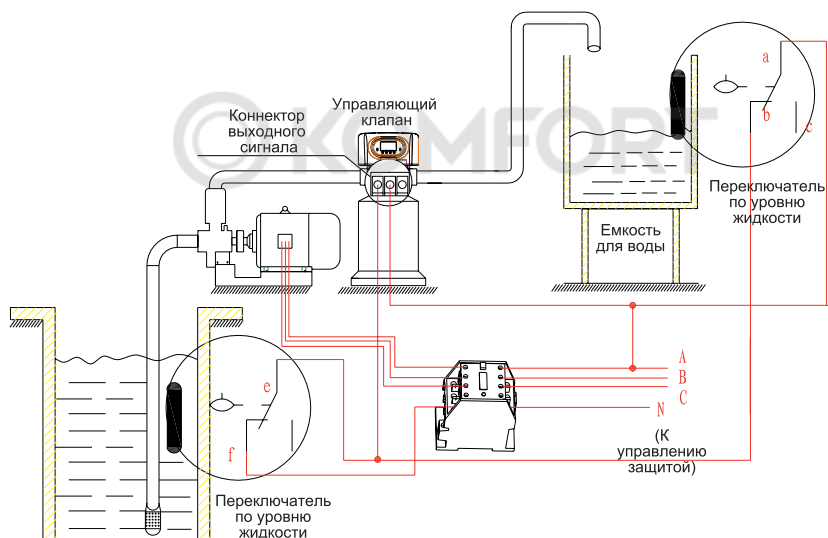 © KOMFORT
Управляющий
клапан
Коннектор
выходного
сигнала
a
b
c
Переключатель
по уровню
жидкости
Емкость
для воды
A
B
C
N
(К
управлению
защитой)
e
f
Переключатель
по уровню
жидкости